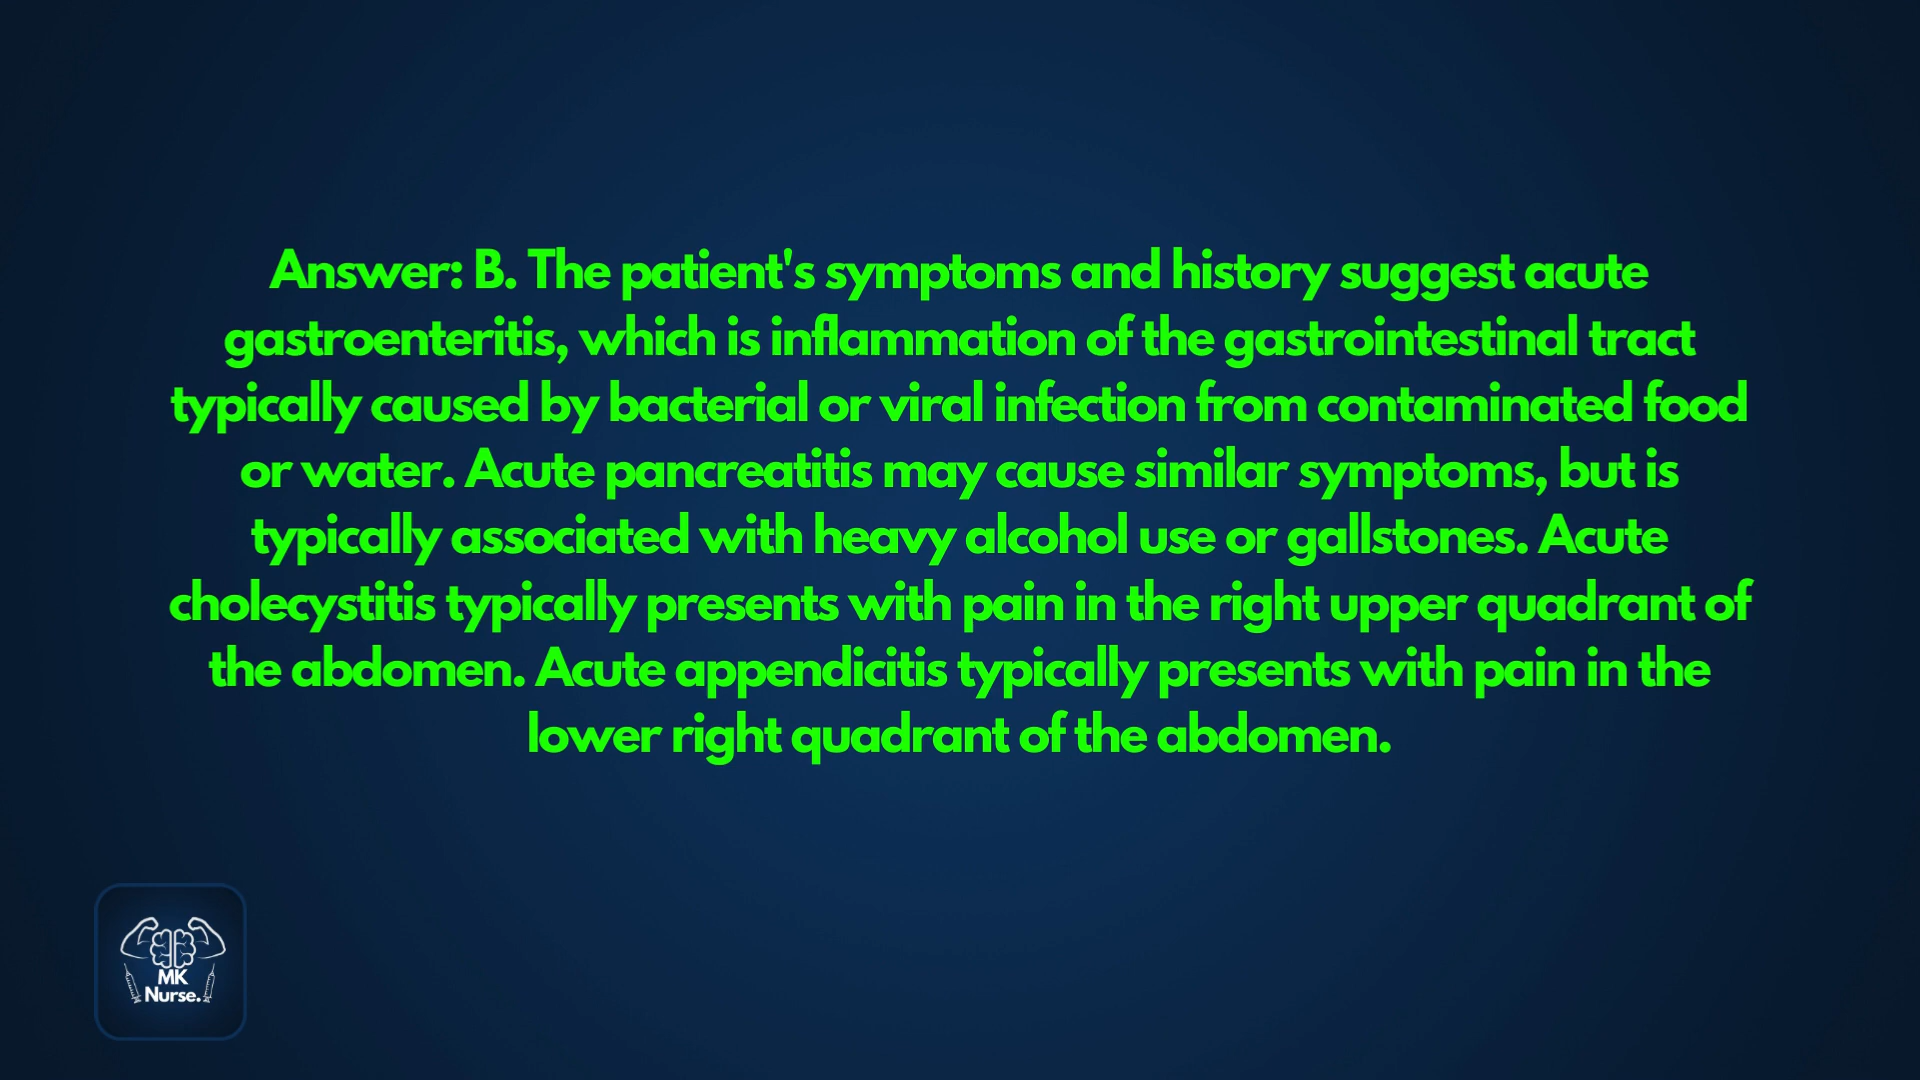 Answer: B. The patient's symptoms and history suggest acute
gastroenteritis, which is inflammation of the gastrointestinal tract
typically caused by bacterial or viral infection from contaminated food
or water. Acute pancreatitis may cause similar symptoms, but is
typically associated with heavy alcohol use or gallstones. Acute
cholecystitis typically presents with pain in the right upper quadrant of
the abdomen. Acute appendicitis typically presents with pain in the
lower right quadrant of the abdomen.
MK
Nurse.